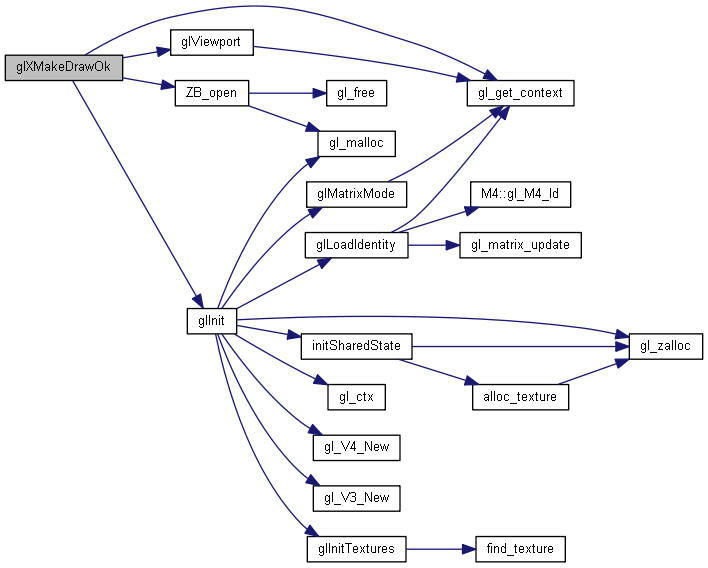 glXMakeDrawOk
glViewport
ZB_open
gl_free
gl_get_context
gl_malloc
glMatrixMode
M4::gl_M4_Id
glLoadIdentity
gl_matrix_update
glInit
initSharedState
gl_zalloc
gl_ctx
alloc_texture
gl_V4_New
gl_V3_New
glInitTextures
find_texture